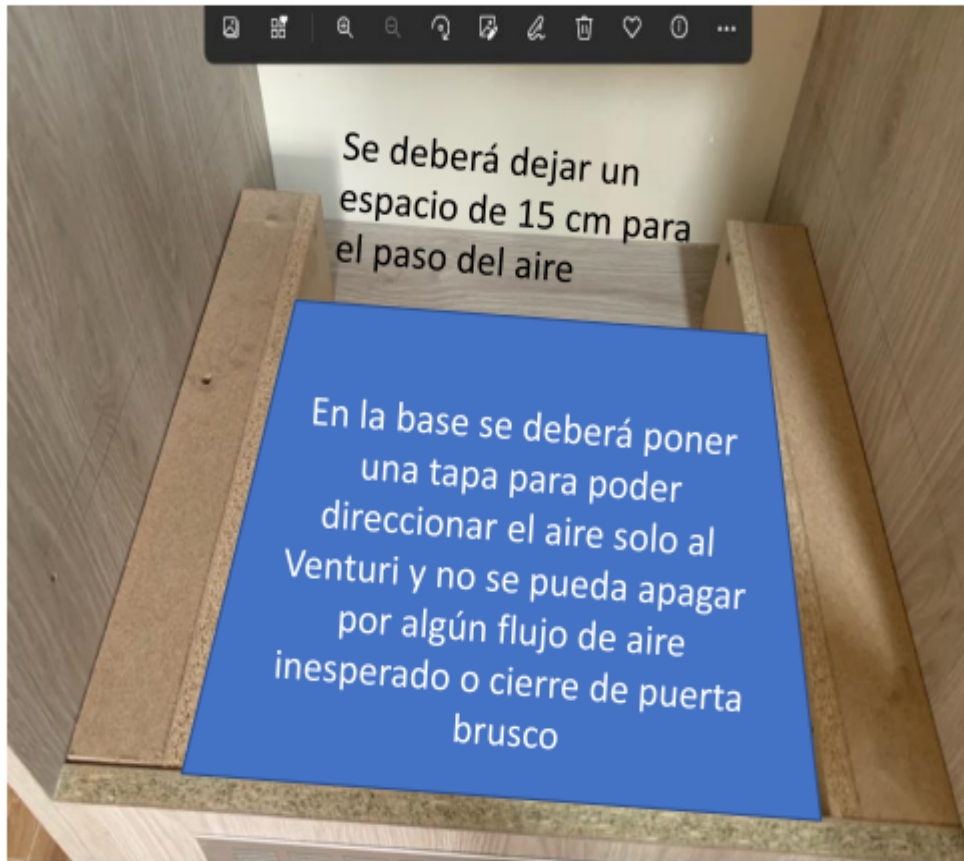 Se deberá dejar un
espacio de 15 cm para
el paso del aire
En la base se deberá poner
una tapa para poder
direccionar el aire solo al
Venturi y no se pueda apagar
por algún flujo de aire
inesperado o cierre de puerta
brusco